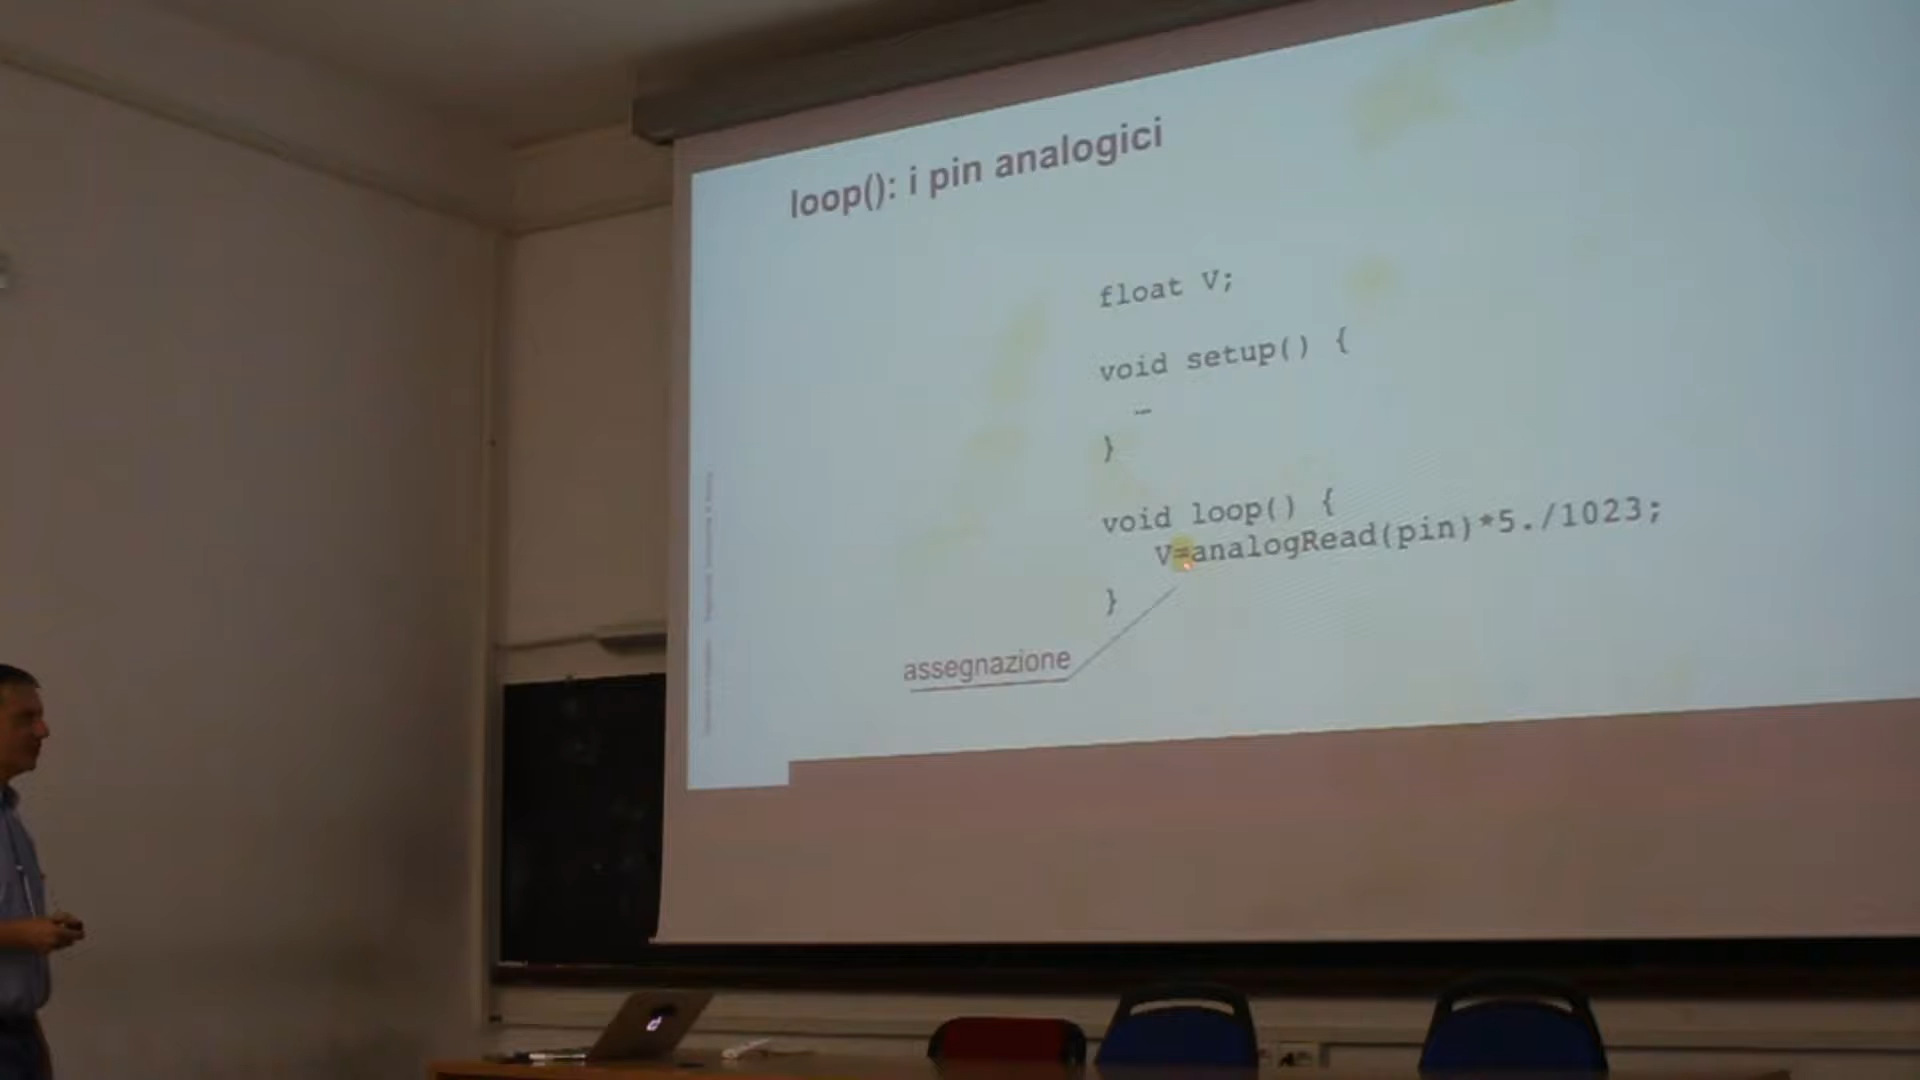 loop(): i pin analogici
float V;
void setup() {
…
}
void loop() {
V=analogRead(pin)*5./1023;
}
assegnazione